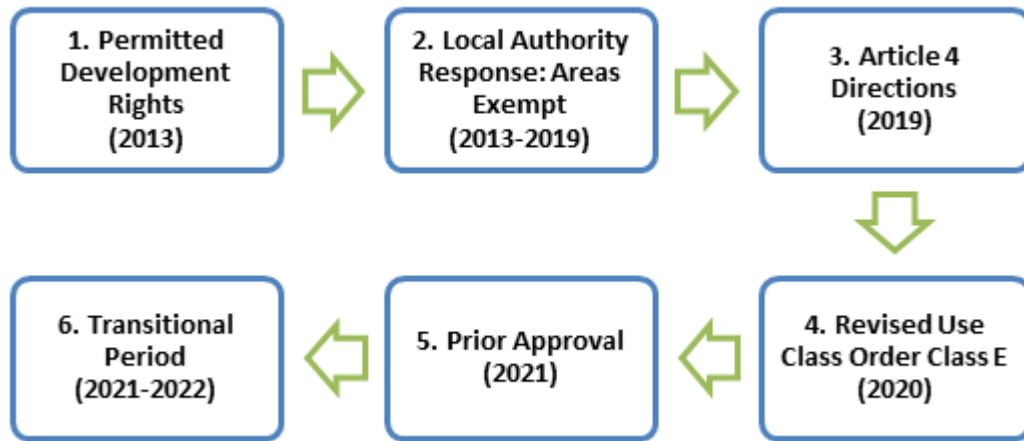 1. Permitted
Development
Rights
(2013)
2. Local Authority
Response: Areas
Exempt
(2013-2019)
3. Article 4
Directions
(2019)
4. Revised Use
Class Order Class E
(2020)
5. Prior Approval
(2021)
6. Transitional
Period
(2021-2022)